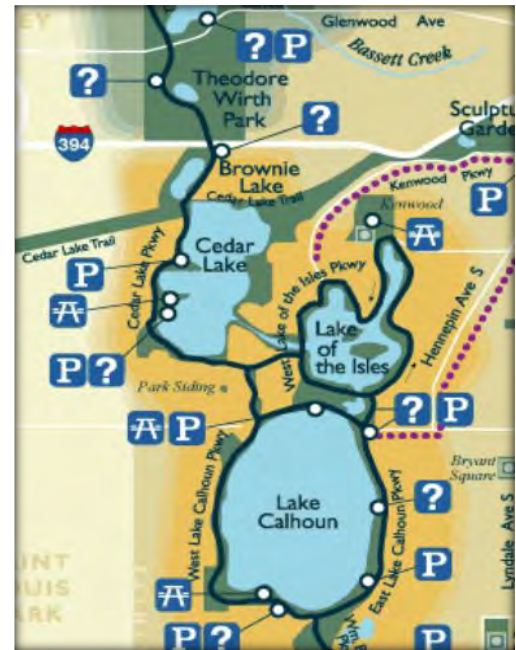 EY
Glenwood Ave
? P
Bassett Creek
?
Theodore
Wirth
Park
?
Sculptu
Garde
394
Brownie
Lake
Kenwood Pkwy
P
Cedar Lake Trail
Kenwood
Cedar Lake Trail
Cedar
Lake
P
Cedar Lake Pkwy
West Lake of the Isles Pkwy
Hennepin Ave S
Lake
of
the Isles
P ?
Park Siding
P
? P
Bryant
Square
West Lake Calhoun Pkwy
Lake
Calhoun
?
East Lake Calhoun Pkwy
Lyndale Ave S
P
INT
UIS
ARK
P ?
P